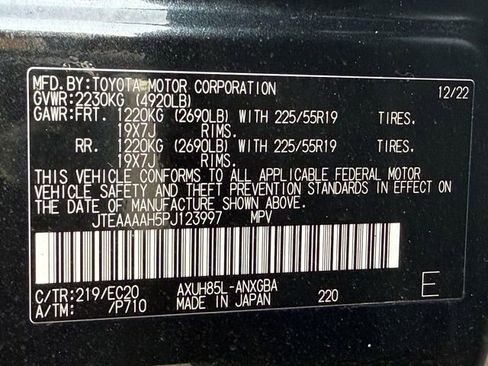 MFD.BY:TOYOTA MOTOR CORPORATION 12/22
GVWR:2230KG (4920LB)
GAWR:FRT. 1220KG (2690LB) WITH 225/55R19 TIRES.
19X7J RIMS.
RR. 1220KG (2690LB) WITH 225/55R19 TIRES.
19X7J RIMS.
THIS VEHICLE CONFORMS TO ALL APPLICABLE FEDERAL MOTOR
VEHICLE SAFETY AND THEFT PREVENTION STANDARDS IN EFFECT ON
THE DATE OF MANUFACTURE SHOWN ABOVE.
JTEAAAAH5PJ123997 MPV
C/TR:219/EC20 AXUH85L-ANXGBA E
A/TM: /P710 MADE IN JAPAN 220